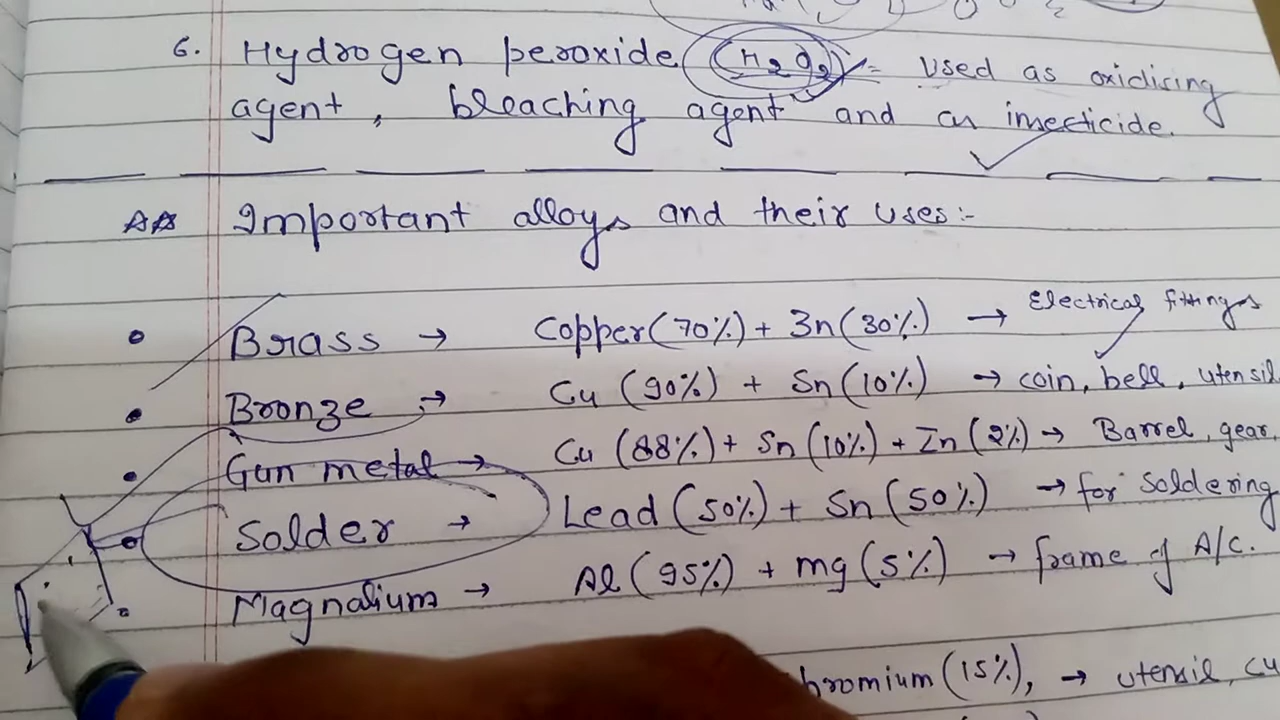 6. Hydrogen peroxide (H2O2) = used as oxidising
agent, bleaching agent and as insecticide.
Important alloys and their uses :-
• Brass → Copper(70%) + Zn(30%) → Electrical fittings
• Bronze → Cu (90%) + Sn(10%) → coin, bell, utensil
• Gun metal → Cu (88%) + Sn(10%) + Zn(2%) → Barrel, gear,
• Solder → Lead (50%) + Sn(50%) → for soldering
• Magnalium → Al(95%) + mg(5%) → frame of A/C.
hromium(15%), → utensil, cu